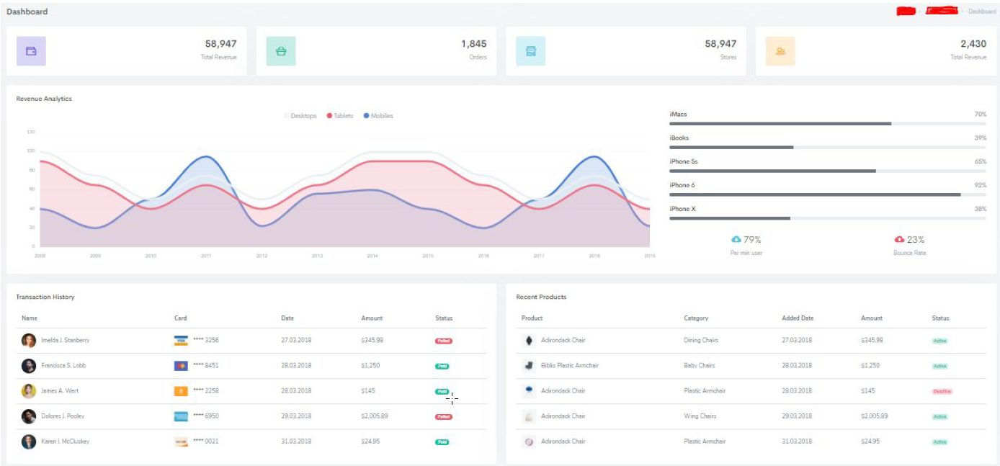 Dashboard
Dashboard
58,947
Total Revenue
1,845
Orders
58,947
Stores
2,430
Total Revenue
Revenue Analytics
Desktops Tablets Mobiles
120
100
80
60
40
20
0
2008 2009 2010 2011 2012 2013 2014 2015 2016 2017 2018 2019
iMacs 70%
iBooks 39%
iPhone 5s 65%
iPhone 6 92%
iPhone X 38%
79%
Per min user
23%
Bounce Rate
Transaction History
Name Card Date Amount Status
Imelda J. Stanberry VISA **** 3256 27.03.2018 $345.98 Failed
Francisca S. Lobb **** 8451 28.03.2018 $1,250 Paid
James A. Wert **** 2258 28.03.2018 $145 Paid
Dolores J. Pooley **** 6950 29.03.2018 $2,005.89 Failed
Karen I. McCluskey **** 0021 31.03.2018 $24.95 Paid
Recent Products
Product Category Added Date Amount Status
Adirondack Chair Dining Chairs 27.03.2018 $345.98 Active
Biblio Plastic Armchair Baby Chairs 28.03.2018 $1,250 Active
Adirondack Chair Plastic Armchair 28.03.2018 $145 Deactive
Adirondack Chair Wing Chairs 29.03.2018 $2,005.89 Active
Adirondack Chair Plastic Armchair 31.03.2018 $24.95 Active